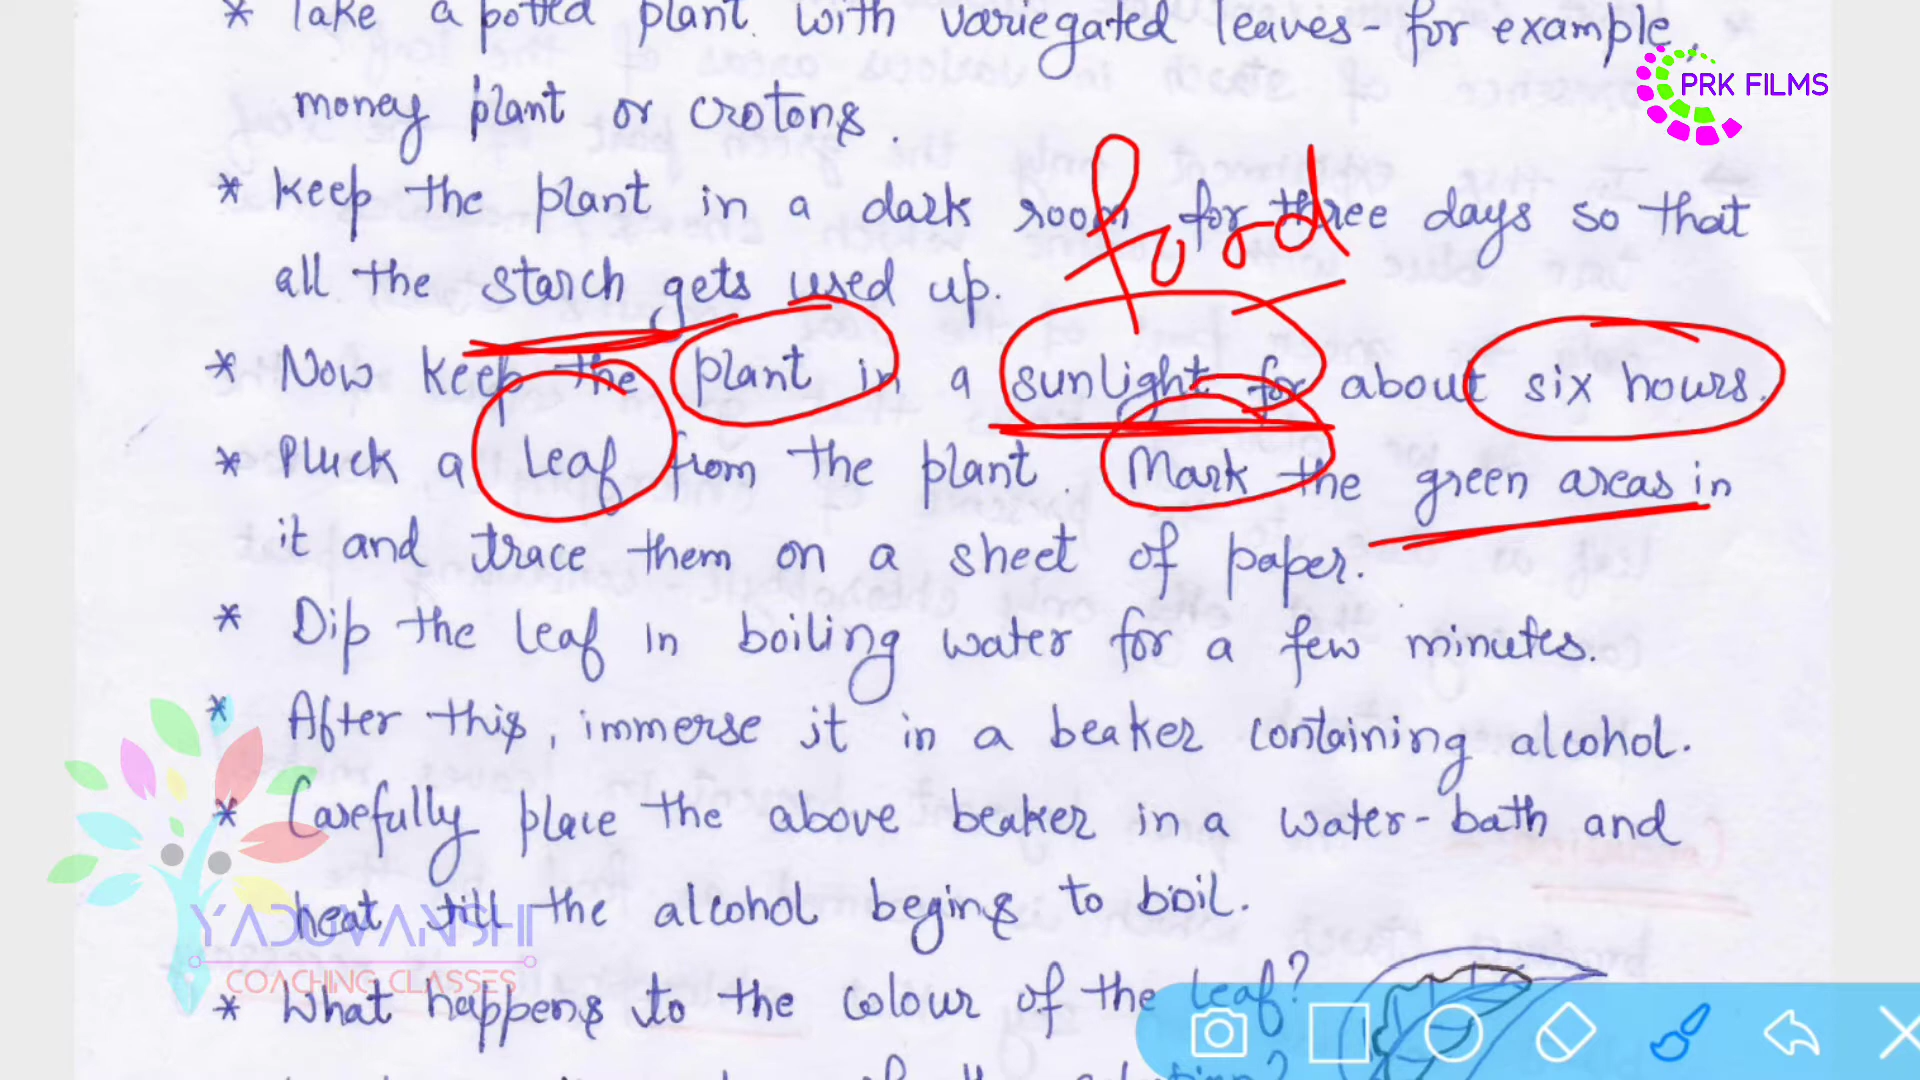 * Take a potted plant with variegated leaves - for example,
money plant or crotons.
PRK FILMS
* Keep the plant in a dark room for three days so that
all the starch gets used up.
ford
* Now keep the plant in a sunlight for about six hours.
* Pluck a leaf from the plant. Mark the green areas in
it and trace them on a sheet of paper.
* Dip the leaf in boiling water for a few minutes.
* After this, immerse it in a beaker containing alcohol.
* Carefully place the above beaker in a water-bath and
heat till the alcohol begins to boil.
YADUVANSHI
COACHING CLASSES
* What happens to the colour of the leaf?